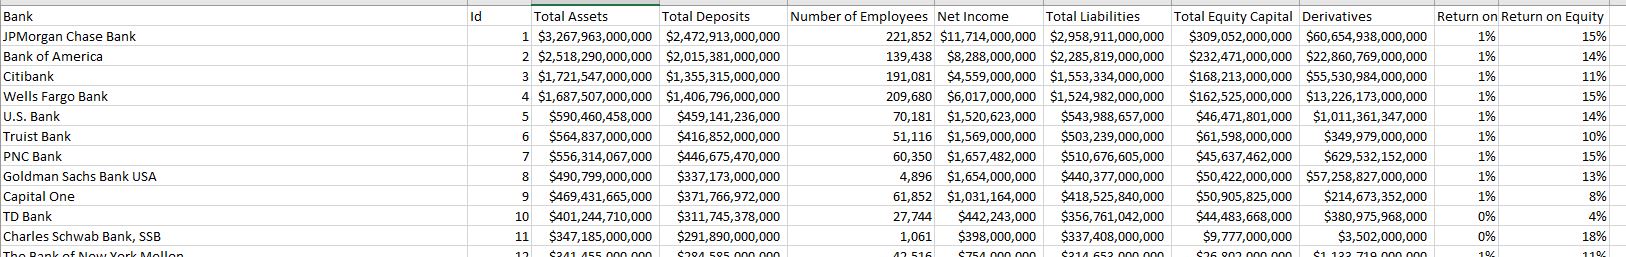 Bank Id Total Assets Total Deposits Number of Employees Net Income Total Liabilities Total Equity Capital Derivatives Return on Return on Equity
JPMorgan Chase Bank 1 $3,267,963,000,000 $2,472,913,000,000 221,852 $11,714,000,000 $2,958,911,000,000 $309,052,000,000 $60,654,938,000,000 1% 15%
Bank of America 2 $2,518,290,000,000 $2,015,381,000,000 139,438 $8,288,000,000 $2,285,819,000,000 $232,471,000,000 $22,860,769,000,000 1% 14%
Citibank 3 $1,721,547,000,000 $1,355,315,000,000 191,081 $4,559,000,000 $1,553,334,000,000 $168,213,000,000 $55,530,984,000,000 1% 11%
Wells Fargo Bank 4 $1,687,507,000,000 $1,406,796,000,000 209,680 $6,017,000,000 $1,524,982,000,000 $162,525,000,000 $13,226,173,000,000 1% 15%
U.S. Bank 5 $590,460,458,000 $459,141,236,000 70,181 $1,520,623,000 $543,988,657,000 $46,471,801,000 $1,011,361,347,000 1% 14%
Truist Bank 6 $564,837,000,000 $416,852,000,000 51,116 $1,569,000,000 $503,239,000,000 $61,598,000,000 $349,979,000,000 1% 10%
PNC Bank 7 $556,314,067,000 $446,675,470,000 60,350 $1,657,482,000 $510,676,605,000 $45,637,462,000 $629,532,152,000 1% 15%
Goldman Sachs Bank USA 8 $490,799,000,000 $337,173,000,000 4,896 $1,654,000,000 $440,377,000,000 $50,422,000,000 $57,258,827,000,000 1% 13%
Capital One 9 $469,431,665,000 $371,766,972,000 61,852 $1,031,164,000 $418,525,840,000 $50,905,825,000 $214,673,352,000 1% 8%
TD Bank 10 $401,244,710,000 $311,745,378,000 27,744 $442,243,000 $356,761,042,000 $44,483,668,000 $380,975,968,000 0% 4%
Charles Schwab Bank, SSB 11 $347,185,000,000 $291,890,000,000 1,061 $398,000,000 $337,408,000,000 $9,777,000,000 $3,502,000,000 0% 18%
The Bank of New York Mellon 12 $341,455,000,000 $284,585,000,000 42,516 $754,000,000 $314,653,000,000 $26,802,000,000 $1,133,719,000,000 1% 11%